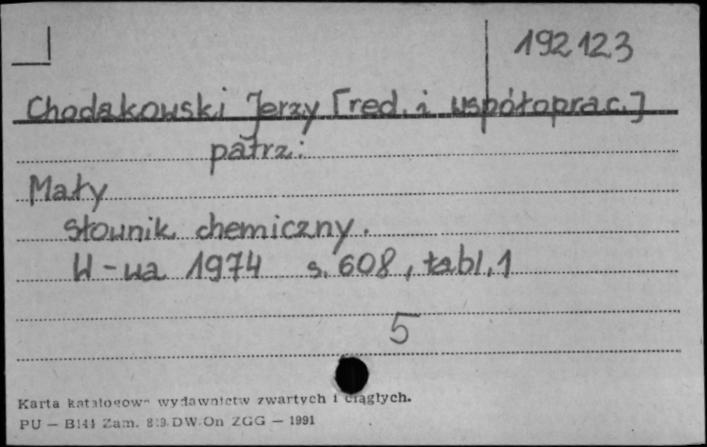 192123
Chodakowski Jerzy [red. i współoprac.]
patrz:
Mały
słownik chemiczny.
W-wa 1974 s. 608, tabl. 1
5
Karta katalogowa wydawnictw zwartych i ciągłych.
PU — B141 Zam. DW.On ZGG — 1991